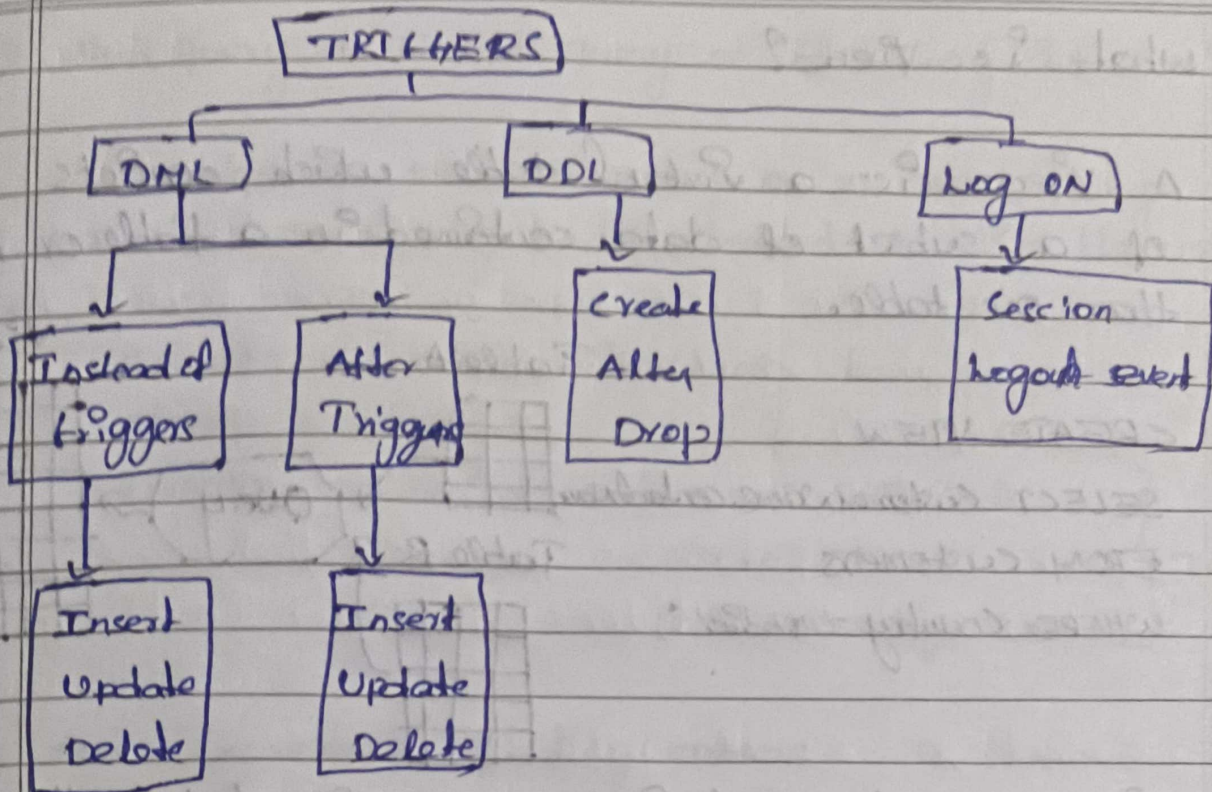 TRIGGERS
DML
DDL
Log ON
Instead of
triggers
After
Triggers
Create
Alter
Drop
Session
Logout event
Insert
Update
Delete
Insert
Update
Delete